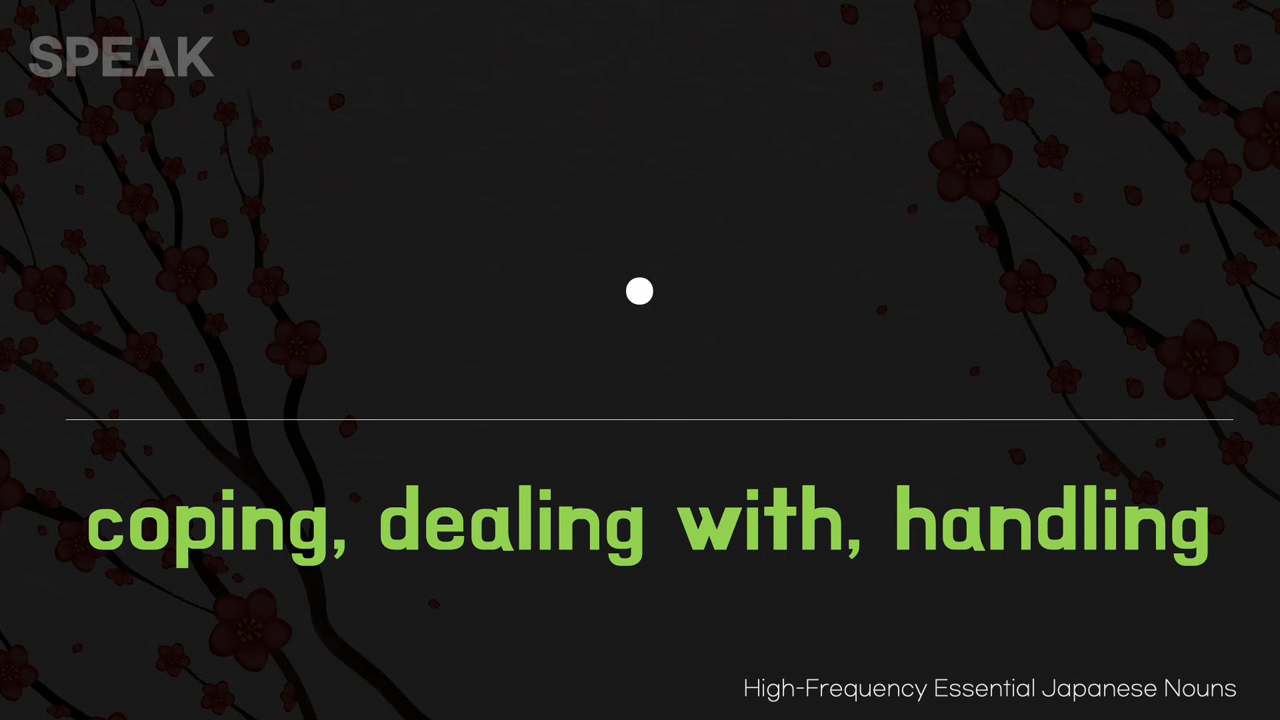 SPEAK
coping, dealing with, handling
High-Frequency Essential Japanese Nouns